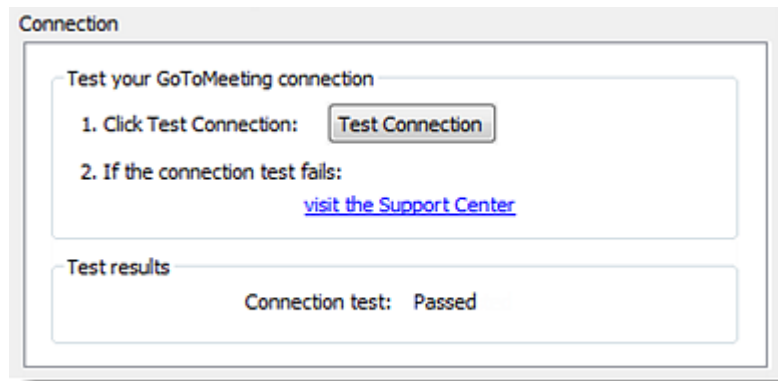 Connection
Test your GoToMeeting connection
1. Click Test Connection: Test Connection
2. If the connection test fails:
visit the Support Center
Test results
Connection test: Passed